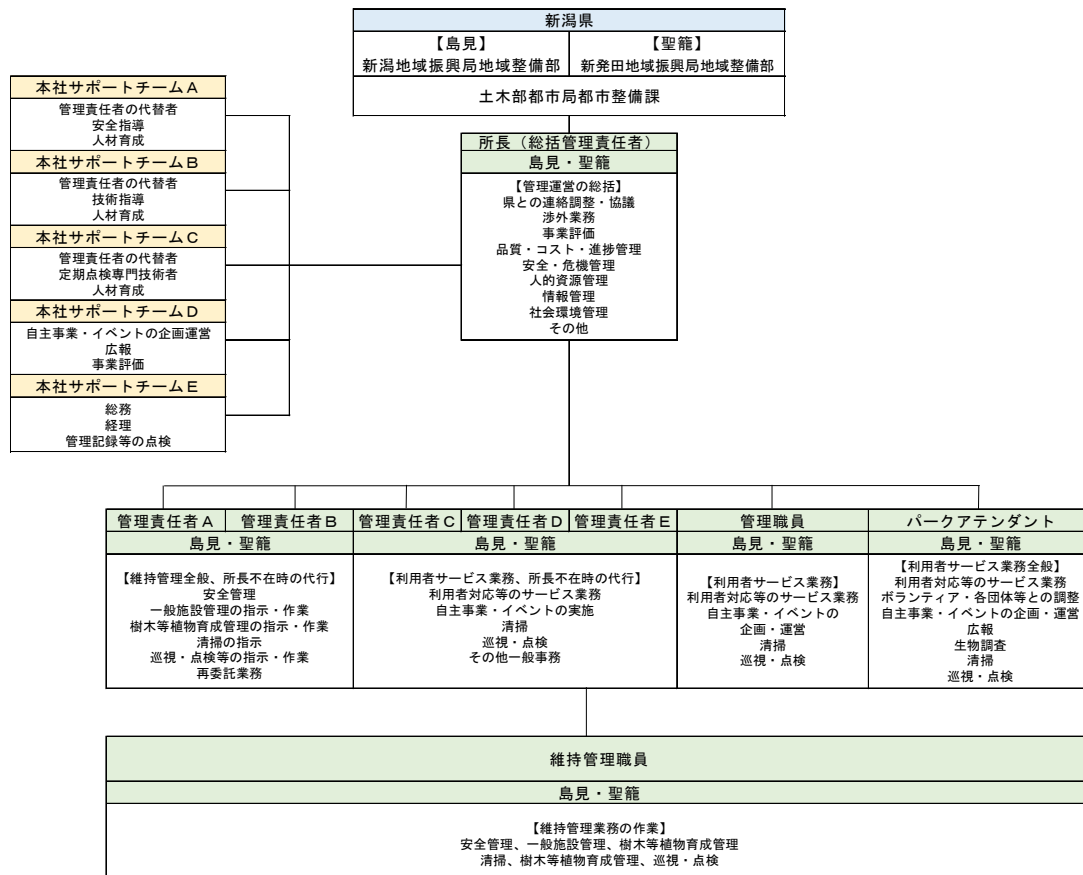 新潟県
【島見】
新潟地域振興局地域整備部
【聖籠】
新発田地域振興局地域整備部
土木部都市局都市整備課
本社サポートチームA
管理責任者の代替者
安全指導
人材育成
本社サポートチームB
管理責任者の代替者
技術指導
人材育成
本社サポートチームC
管理責任者の代替者
定期点検専門技術者
人材育成
本社サポートチームD
自主事業・イベントの企画運営
広報
事業評価
本社サポートチームE
総務
経理
管理記録等の点検
所長（総括管理責任者）
島見・聖籠
【管理運営の総括】
県との連絡調整・協議
渉外業務
事業評価
品質・コスト・進捗管理
安全・危機管理
人的資源管理
情報管理
社会環境管理
その他
管理責任者A
管理責任者B
島見・聖籠
【維持管理全般、所長不在時の代行】
安全管理
一般施設管理の指示・作業
樹木等植物育成管理の指示・作業
清掃の指示
巡視・点検等の指示・作業
再委託業務
管理責任者C
管理責任者D
管理責任者E
島見・聖籠
【利用者サービス業務、所長不在時の代行】
利用者対応等のサービス業務
自主事業・イベントの実施
清掃
巡視・点検
その他一般事務
管理職員
島見・聖籠
【利用者サービス業務】
利用者対応等のサービス業務
自主事業・イベントの
企画・運営
清掃
巡視・点検
パークアテンダント
島見・聖籠
【利用者サービス業務全般】
利用者対応等のサービス業務
ボランティア・各団体等との調整
自主事業・イベントの企画・運営
広報
生物調査
清掃
巡視・点検
維持管理職員
島見・聖籠
【維持管理業務の作業】
安全管理、一般施設管理、樹木等植物育成管理
清掃、樹木等植物育成管理、巡視・点検